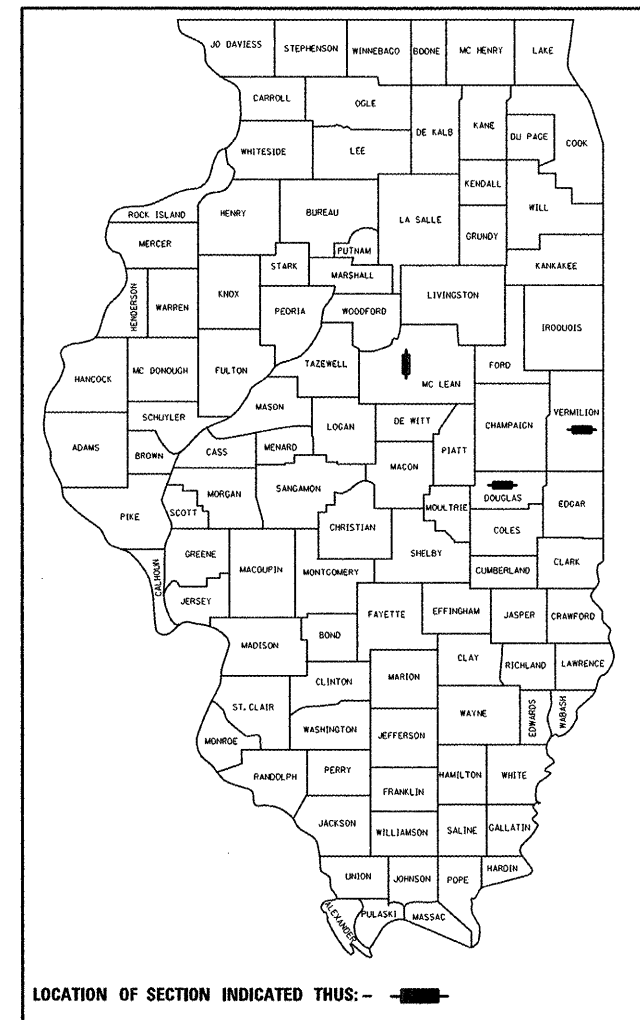 JO DAVIESS STEPHENSON WINNEBAGO BOONE MC HENRY LAKE
CARROLL OGLE
DE KALB KANE DU PAGE COOK
WHITESIDE LEE
KENDALL
ROCK ISLAND HENRY BUREAU LA SALLE WILL
MERCER GRUNDY
PUTNAM
STARK MARSHALL KANKAKEE
HENDERSON WARREN KNOX PEORIA WOODFORD LIVINGSTON
IROQUOIS
HANCOCK MC DONOUGH FULTON TAZEWELL MC LEAN FORD
MASON
SCHUYLER LOGAN DE WITT CHAMPAIGN VERMILION
ADAMS BROWN CASS MENARD MACON PIATT
MORGAN SANGAMON DOUGLAS EDGAR
PIKE SCOTT CHRISTIAN MOULTRIE
COLES
GREENE MACOUPIN MONTGOMERY SHELBY
CALHOUN CUMBERLAND CLARK
JERSEY FAYETTE EFFINGHAM JASPER CRAWFORD
MADISON BOND
CLAY RICHLAND LAWRENCE
CLINTON MARION
ST. CLAIR WAYNE EDWARDS WABASH
WASHINGTON JEFFERSON
MONROE
RANDOLPH PERRY HAMILTON WHITE
FRANKLIN
JACKSON WILLIAMSON SALINE GALLATIN
UNION JOHNSON POPE HARDIN
ALEXANDER PULASKI MASSAC
LOCATION OF SECTION INDICATED THUS: -